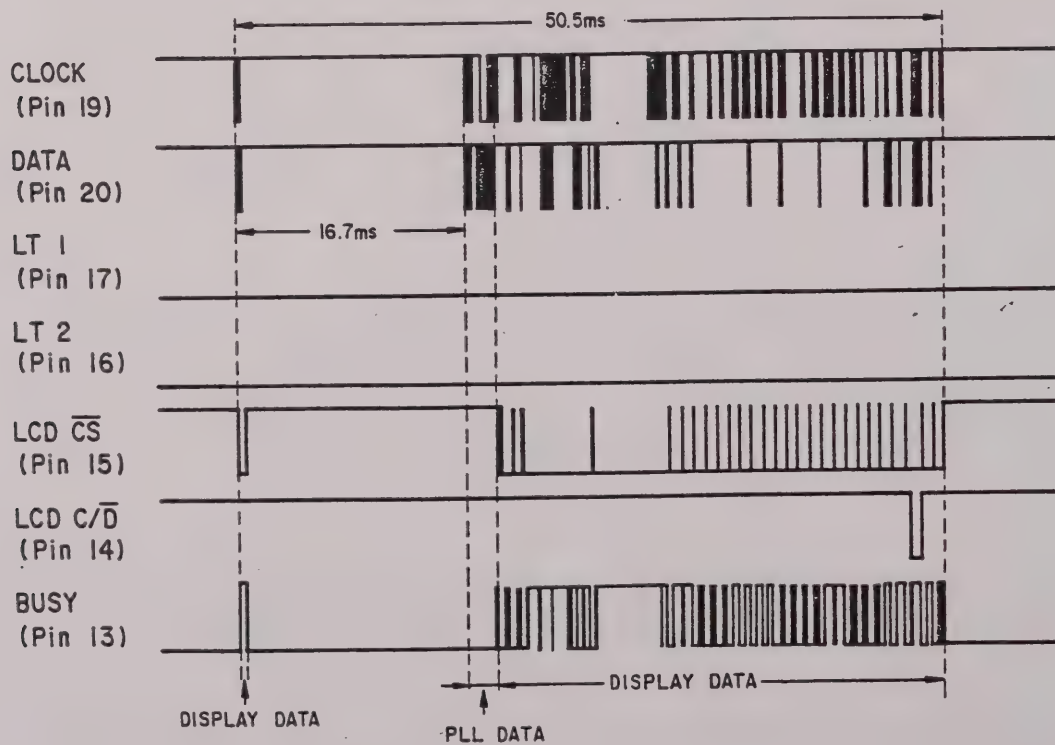 50.5ms
CLOCK
(Pin 19)
DATA
(Pin 20)
16.7ms
LT 1
(Pin 17)
LT 2
(Pin 16)
LCD C̅S̅
(Pin 15)
LCD C/D̅
(Pin 14)
BUSY
(Pin 13)
DISPLAY DATA
DISPLAY DATA
PLL DATA